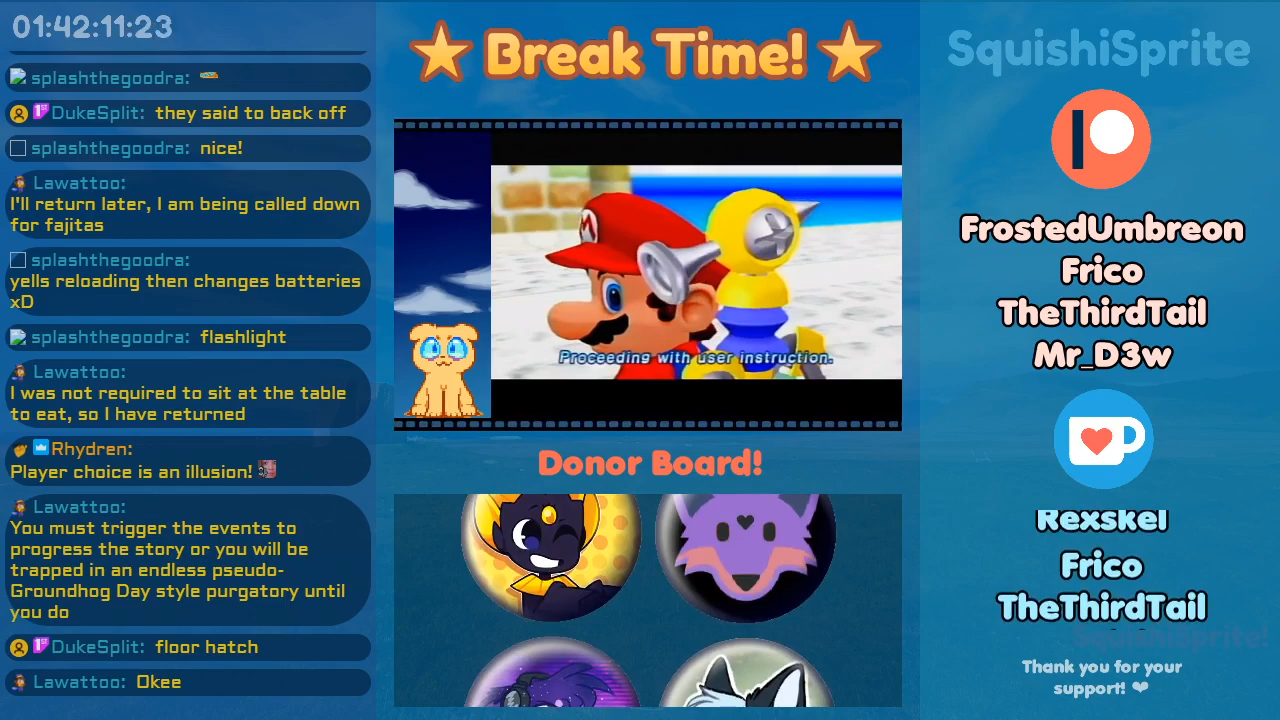 01:42:11:23
splashthegoodra:
DukeSplit: they said to back off
splashthegoodra: nice!
Lawattoo:
I'll return later, I am being called down
for fajitas
splashthegoodra:
yells reloading then changes batteries
xD
splashthegoodra: flashlight
Lawattoo:
I was not required to sit at the table
to eat, so I have returned
Rhydren:
Player choice is an illusion!
Lawattoo:
You must trigger the events to
progress the story or you will be
trapped in an endless pseudo-
Groundhog Day style purgatory until
you do
DukeSplit: floor hatch
Lawattoo: Okee
Break Time!
M
Proceeding with user instruction.
Donor Board!
SquishiSprite
FrostedUmbreon
Frico
TheThirdTail
Mr_D3w
Rexskel
Frico
TheThirdTail
SquishiSprite!
Thank you for your
support! ❤